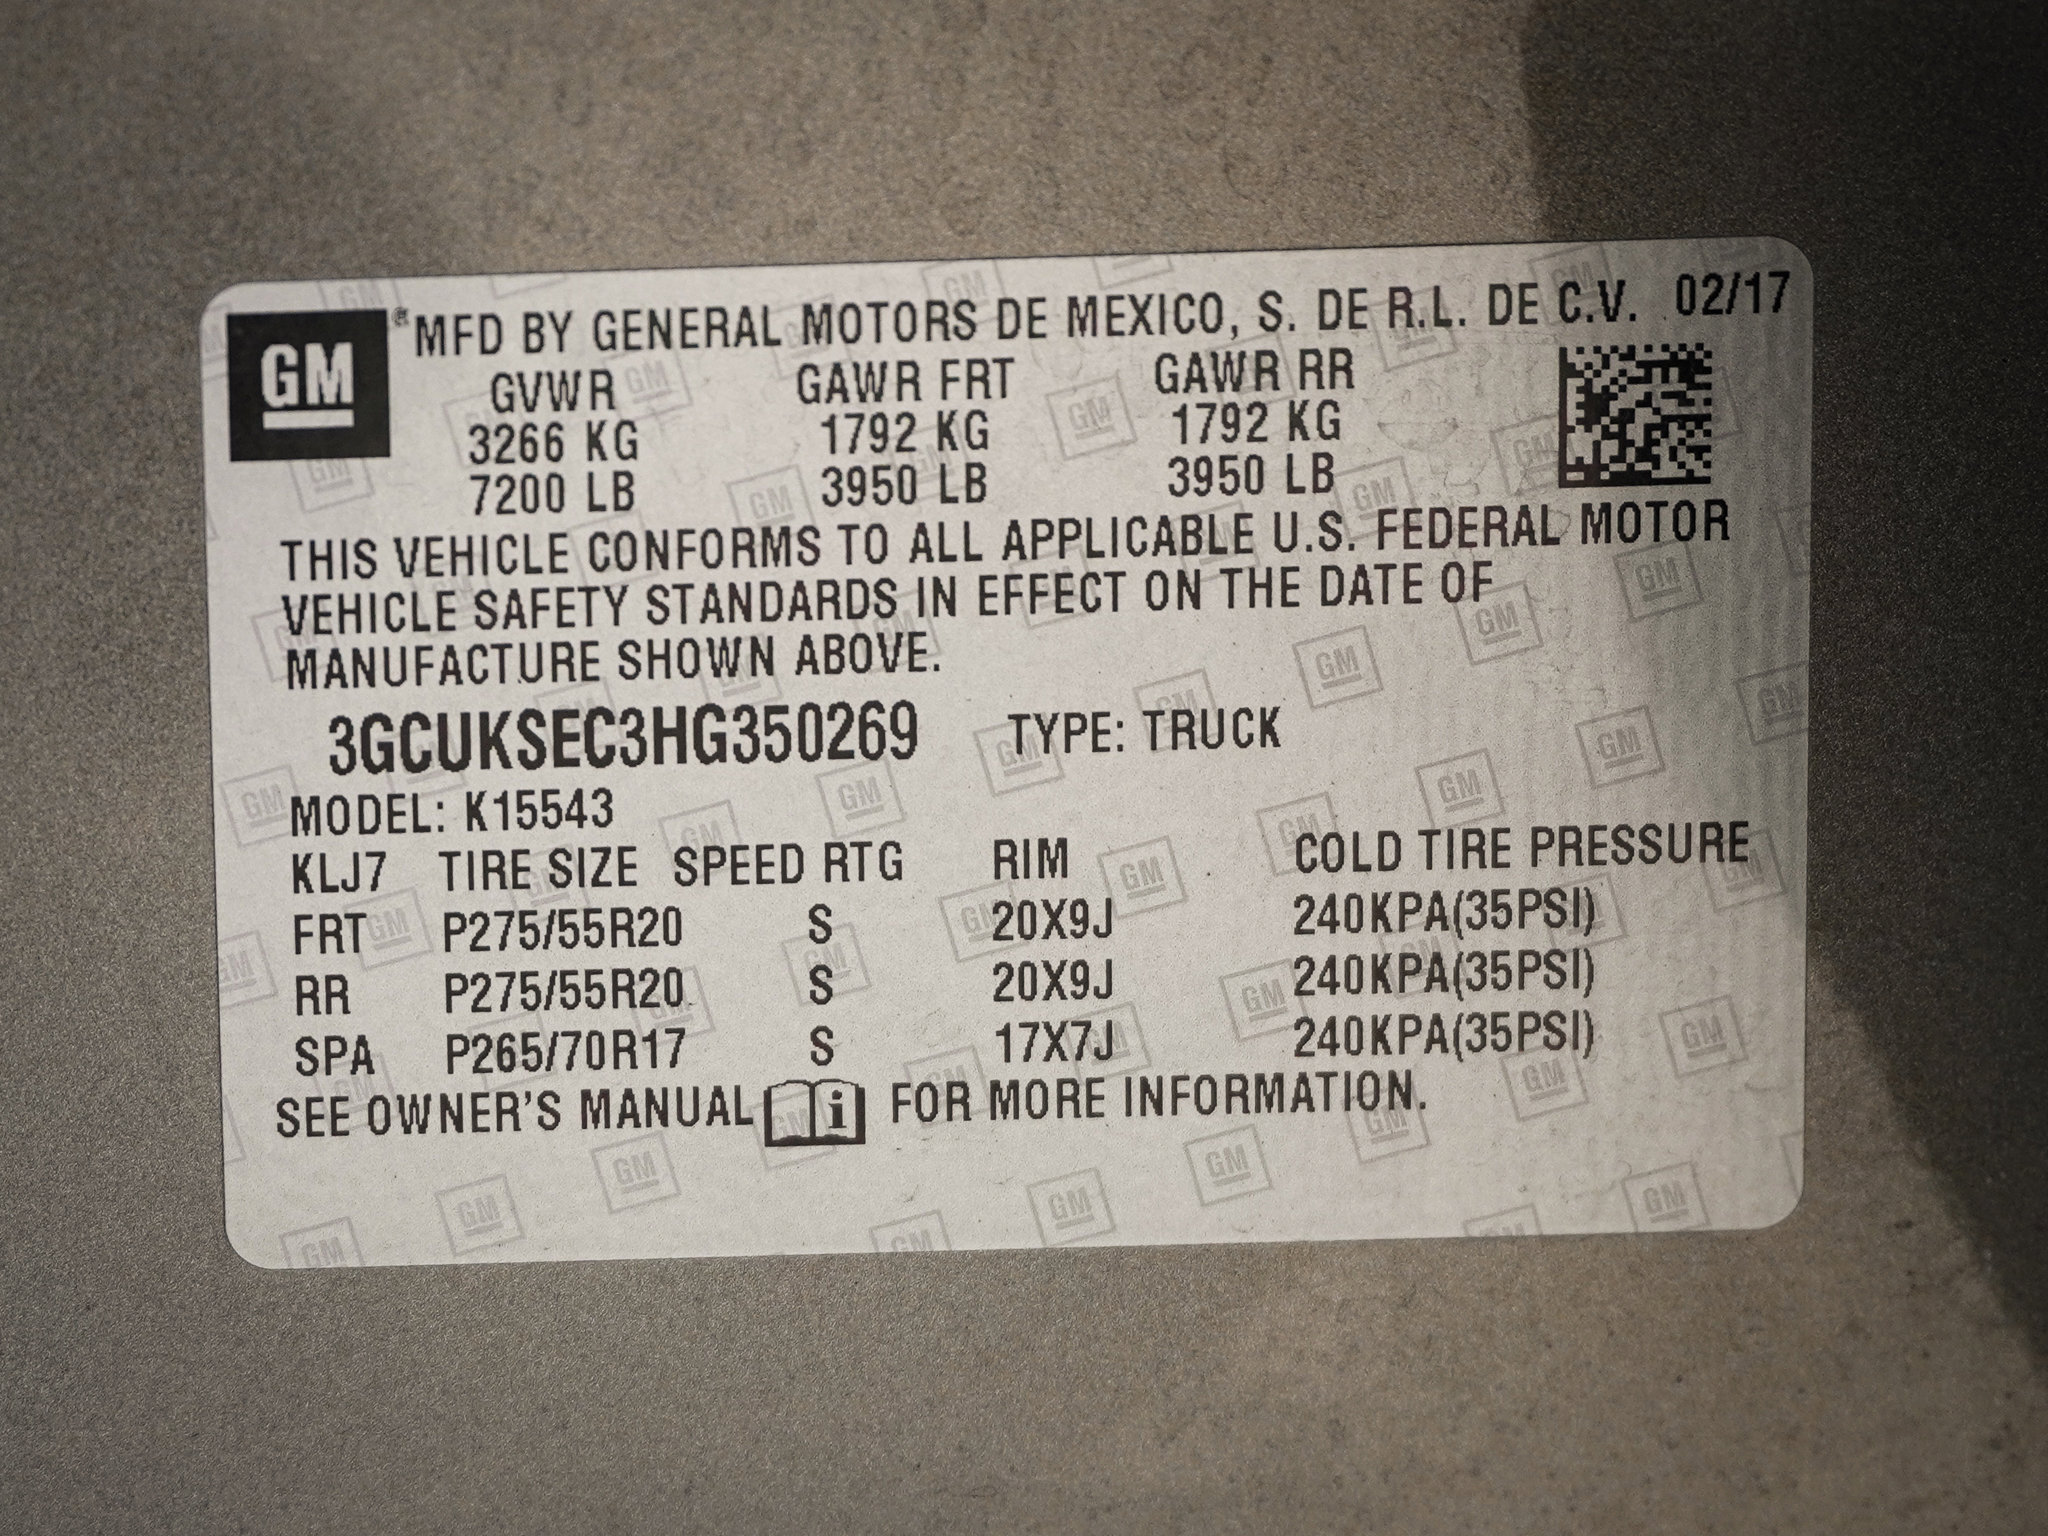 GM ® MFD BY GENERAL MOTORS DE MEXICO, S. DE R.L. DE C.V. 02/17
GVWR GAWR FRT GAWR RR
3266 KG 1792 KG 1792 KG
7200 LB 3950 LB 3950 LB
THIS VEHICLE CONFORMS TO ALL APPLICABLE U.S. FEDERAL MOTOR
VEHICLE SAFETY STANDARDS IN EFFECT ON THE DATE OF
MANUFACTURE SHOWN ABOVE.
3GCUKSEC3HG350269 TYPE: TRUCK
MODEL: K15543
KLJ7 TIRE SIZE SPEED RTG RIM COLD TIRE PRESSURE
FRT P275/55R20 S 20X9J 240KPA(35PSI)
RR P275/55R20 S 20X9J 240KPA(35PSI)
SPA P265/70R17 S 17X7J 240KPA(35PSI)
SEE OWNER'S MANUAL i FOR MORE INFORMATION.